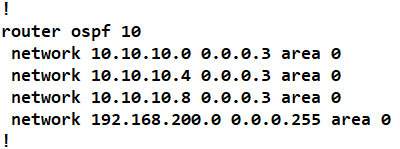 !
router ospf 10
 network 10.10.10.0 0.0.0.3 area 0
 network 10.10.10.4 0.0.0.3 area 0
 network 10.10.10.8 0.0.0.3 area 0
 network 192.168.200.0 0.0.0.255 area 0
!